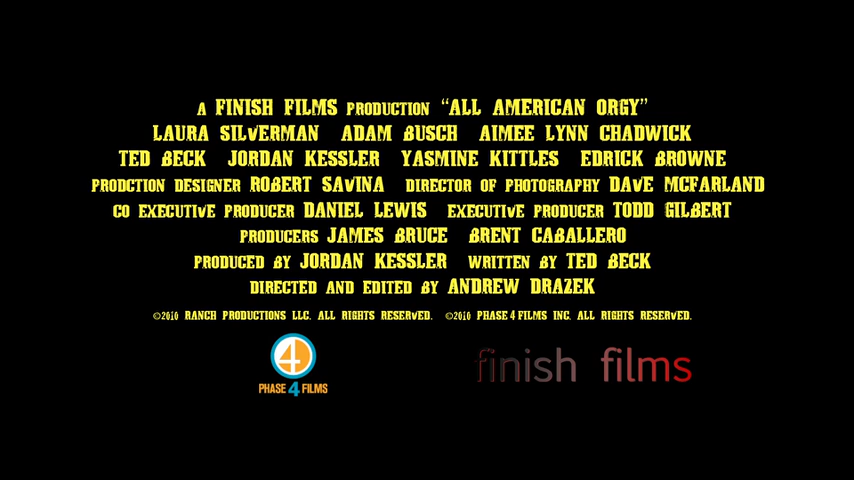 A FINISH FILMS PRODUCTION “ALL AMERICAN ORGY”
LAURA SILVERMAN ADAM BUSCH AIMEE LYNN CHADWICK
TED BECK JORDAN KESSLER YASMINE KITTLES EDRICK BROWNE
PRODCTION DESIGNER ROBERT SAVINA DIRECTOR OF PHOTOGRAPHY DAVE MCFARLAND
CO EXECUTIVE PRODUCER DANIEL LEWIS EXECUTIVE PRODUCER TODD GILBERT
PRODUCERS JAMES BRUCE BRENT CABALLERO
PRODUCED BY JORDAN KESSLER WRITTEN BY TED BECK
DIRECTED AND EDITED BY ANDREW DRAZEK
©2010 RANCH PRODUCTIONS LLC. ALL RIGHTS RESERVED. ©2010 PHASE 4 FILMS INC. ALL RIGHTS RESERVED.
4
PHASE 4 FILMS
finish films